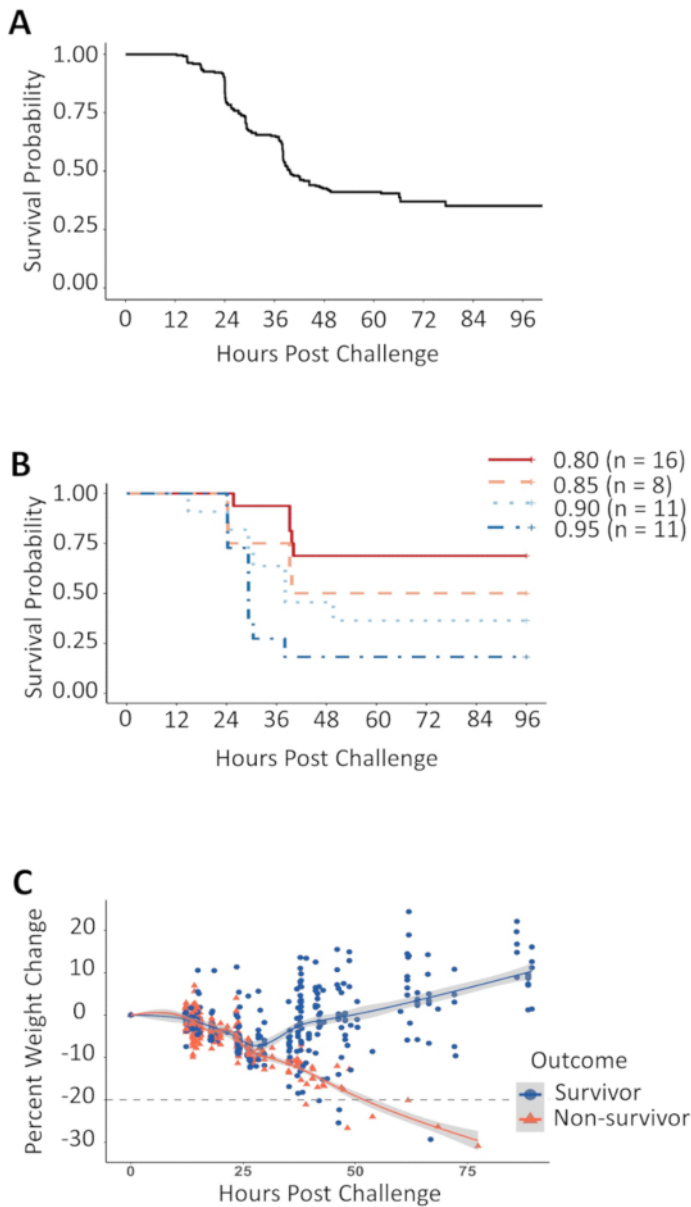 A
Survival Probability
1.00
0.75
0.50
0.25
0.00
0 12 24 36 48 60 72 84 96
Hours Post Challenge
B
0.80 (n = 16)
0.85 (n = 8)
0.90 (n = 11)
0.95 (n = 11)
Survival Probability
1.00
0.75
0.50
0.25
0.00
0 12 24 36 48 60 72 84 96
Hours Post Challenge
C
Percent Weight Change
20
10
0
-10
-20
-30
Outcome
Survivor
Non-survivor
0 25 50 75
Hours Post Challenge